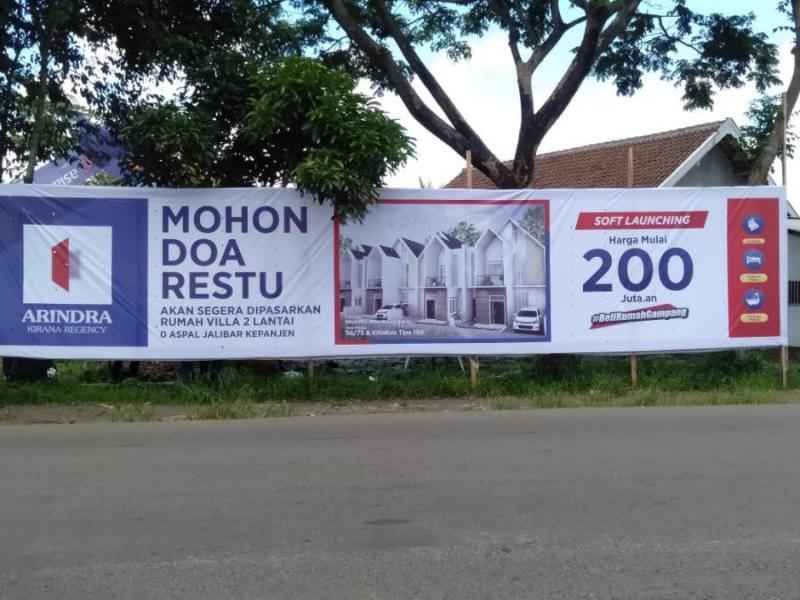 ARINDRA
KIRANA REGENCY
MOHON
DOA
RESTU
AKAN SEGERA DIPASARKAN
RUMAH VILLA 2 LANTAI
0 ASPAL JALIBAR KEPANJEN
SOFT LAUNCHING
Harga Mulai
200
Juta.an
#BeliRumahGampang